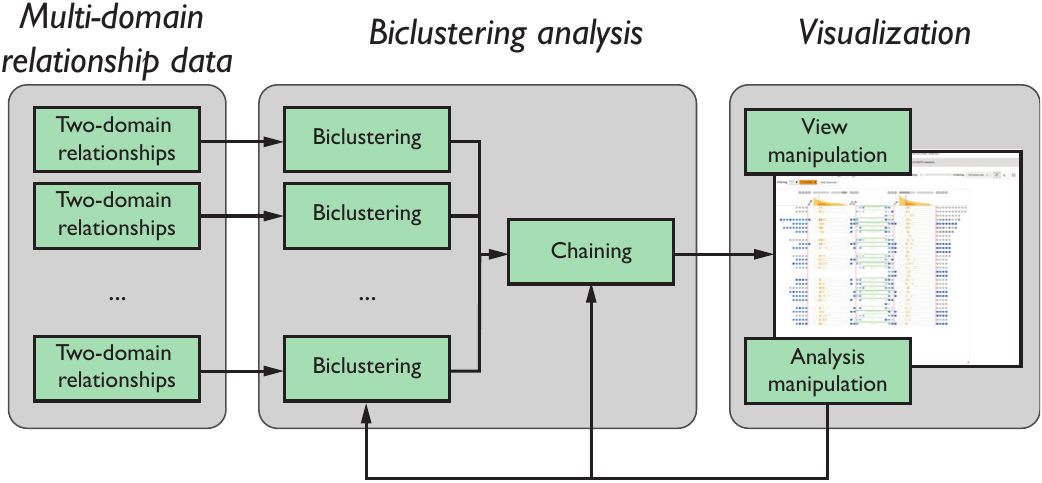 Multi-domain
relationship data
Biclustering analysis
Visualization
Two-domain
relationships
Biclustering
Two-domain
relationships
Biclustering
...
...
Two-domain
relationships
Biclustering
Chaining
View
manipulation
Analysis
manipulation